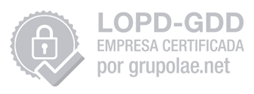 LOPD-GDD
EMPRESA CERTIFICADA
por grupolae.net